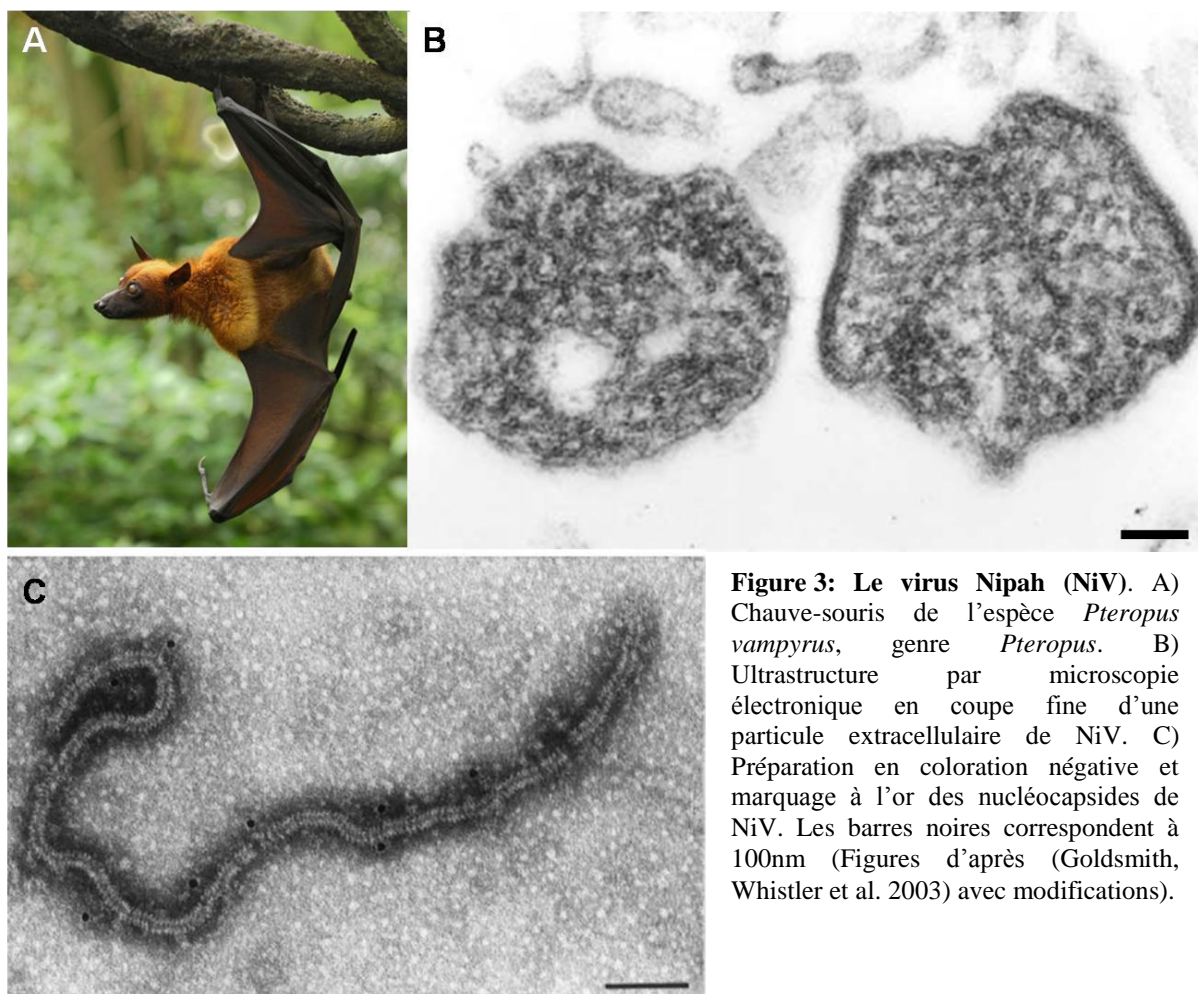 A
B
C
Figure 3: Le virus Nipah (NiV). A)
Chauve-souris de l'espèce Pteropus
vampyrus, genre Pteropus. B)
Ultrastructure par microscopie
électronique en coupe fine d'une
particule extracellulaire de NiV. C)
Préparation en coloration négative et
marquage à l'or des nucléocapsides de
NiV. Les barres noires correspondent à
100nm (Figures d'après (Goldsmith,
Whistler et al. 2003) avec modifications).